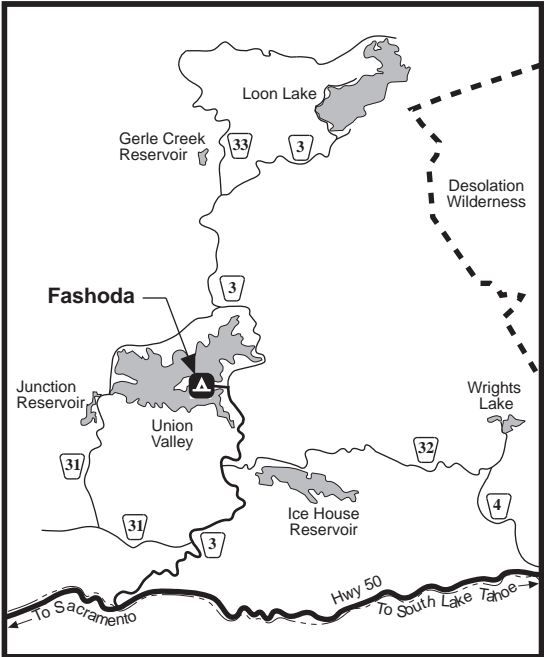 Loon Lake
Gerle Creek
Reservoir
33
3
Desolation
Wilderness
3
Fashoda
Junction
Reservoir
Union
Valley
Wrights
Lake
31
32
Ice House
Reservoir
4
31
3
Hwy 50
To Sacramento
To South Lake Tahoe